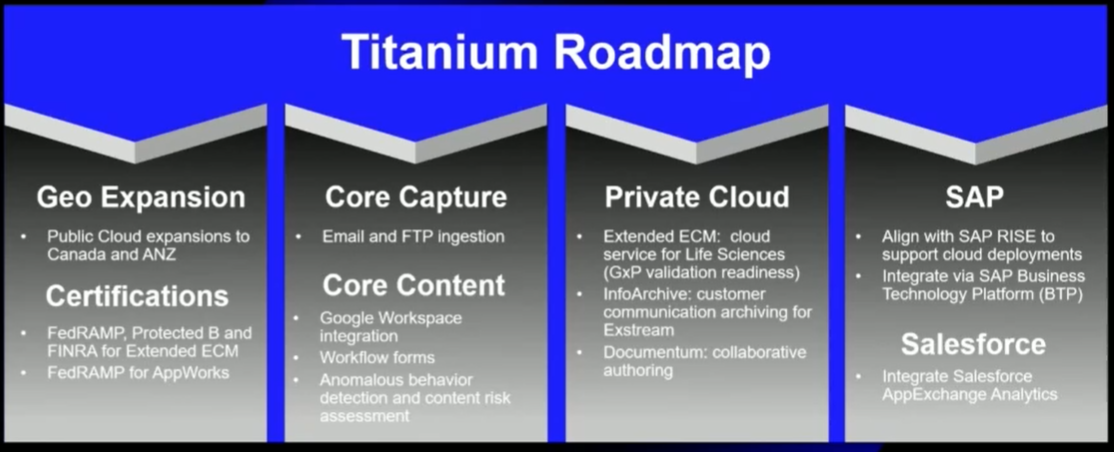 Titanium Roadmap
Geo Expansion
• Public Cloud expansions to
Canada and ANZ
Certifications
• FedRAMP, Protected B and
FINRA for Extended ECM
• FedRAMP for AppWorks
Core Capture
• Email and FTP ingestion
Core Content
• Google Workspace
integration
• Workflow forms
• Anomalous behavior
detection and content risk
assessment
Private Cloud
• Extended ECM: cloud
service for Life Sciences
(GxP validation readiness)
• InfoArchive: customer
communication archiving for
Exstream
• Documentum: collaborative
authoring
SAP
• Align with SAP RISE to
support cloud deployments
• Integrate via SAP Business
Technology Platform (BTP)
Salesforce
• Integrate Salesforce
AppExchange Analytics